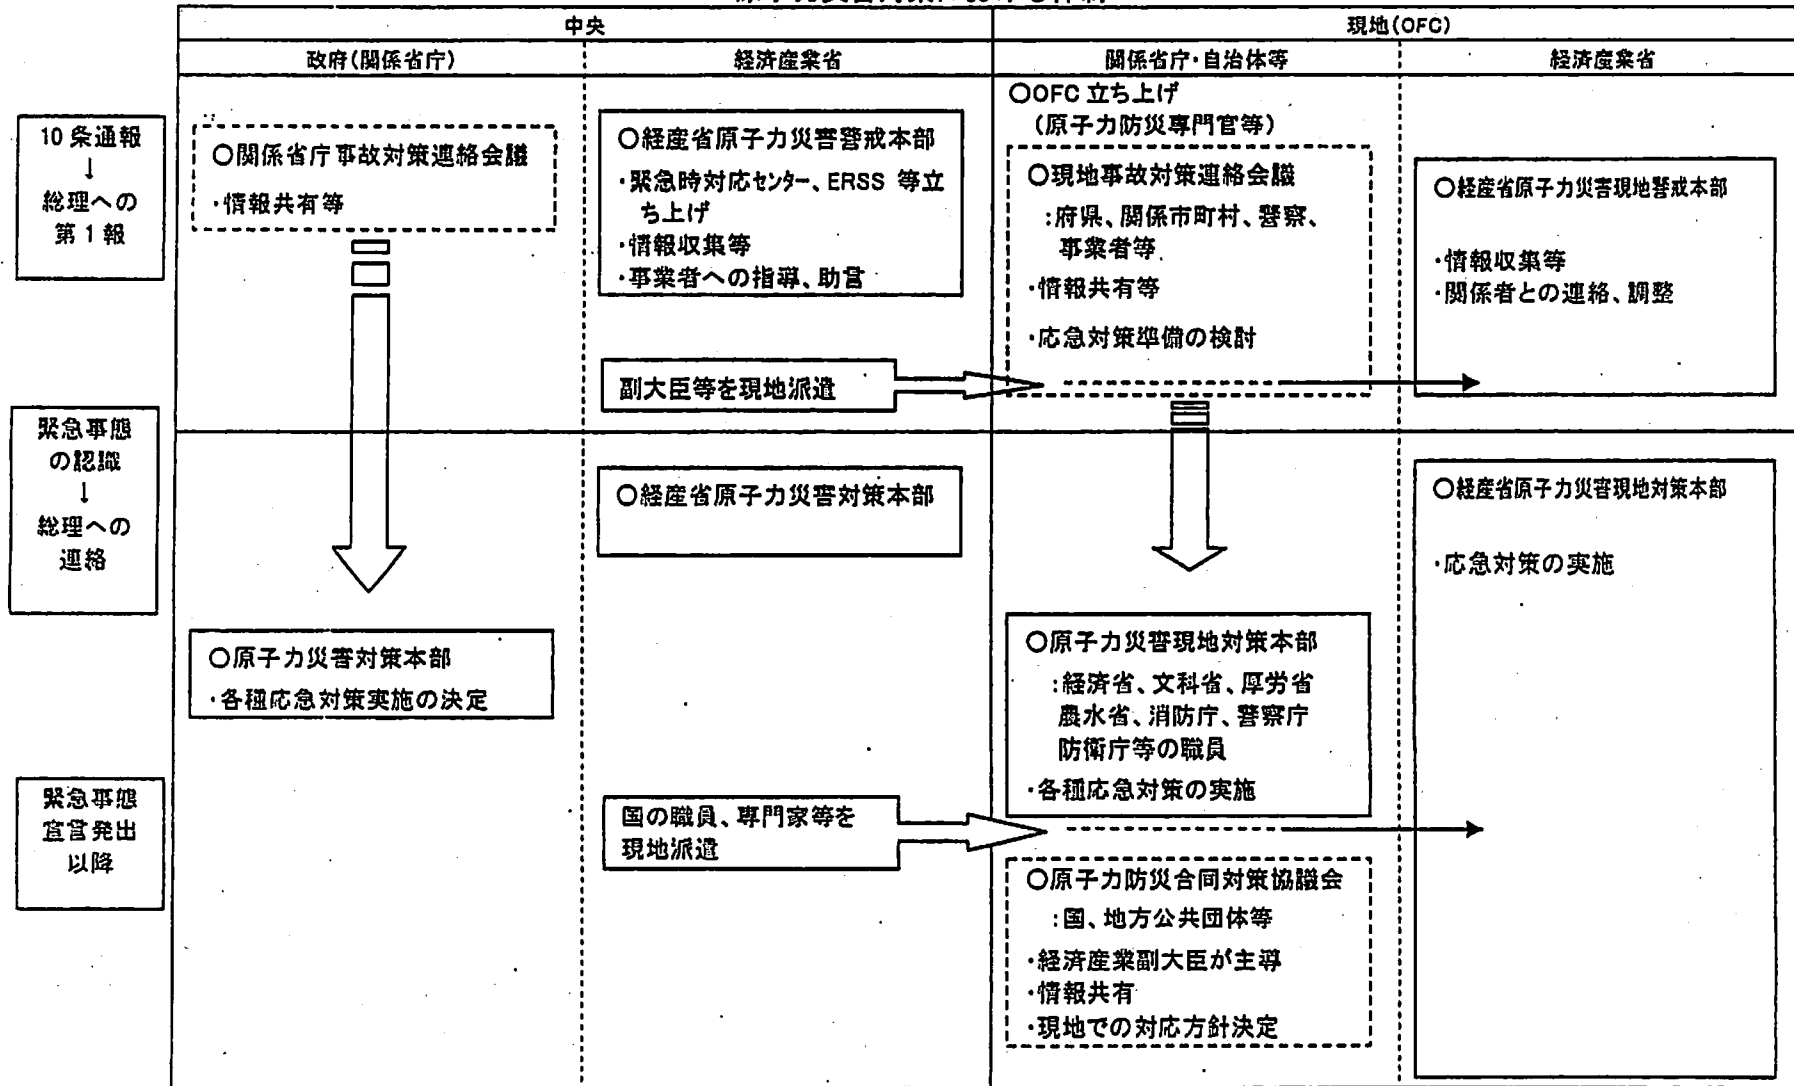 中央
現地(OFC)
政府(関係省庁)
経済産業省
関係省庁・自治体等
経済産業省
10条通報
↓
総理への
第1報
○関係省庁事故対策連絡会議
・情報共有等
○経産省原子力災害警戒本部
・緊急時対応センター、ERSS 等立
ち上げ
・情報収集等
・事業者への指導、助言
○OFC 立ち上げ
(原子力防災専門官等)
○現地事故対策連絡会議
:府県、関係市町村、警察、
事業者等
・情報共有等
・応急対策準備の検討
○経産省原子力災害現地警戒本部
・情報収集等
・関係者との連絡、調整
副大臣等を現地派遣
緊急事態
の認識
↓
総理への
連絡
○経産省原子力災害対策本部
○経産省原子力災害現地対策本部
・応急対策の実施
○原子力災害対策本部
・各種応急対策実施の決定
○原子力災害現地対策本部
:経済省、文科省、厚労省
農水省、消防庁、警察庁
防衛庁等の職員
・各種応急対策の実施
緊急事態
宣言発出
以降
国の職員、専門家等を
現地派遣
○原子力防災合同対策協議会
:国、地方公共団体等
・経済産業副大臣が主導
・情報共有
・現地での対応方針決定